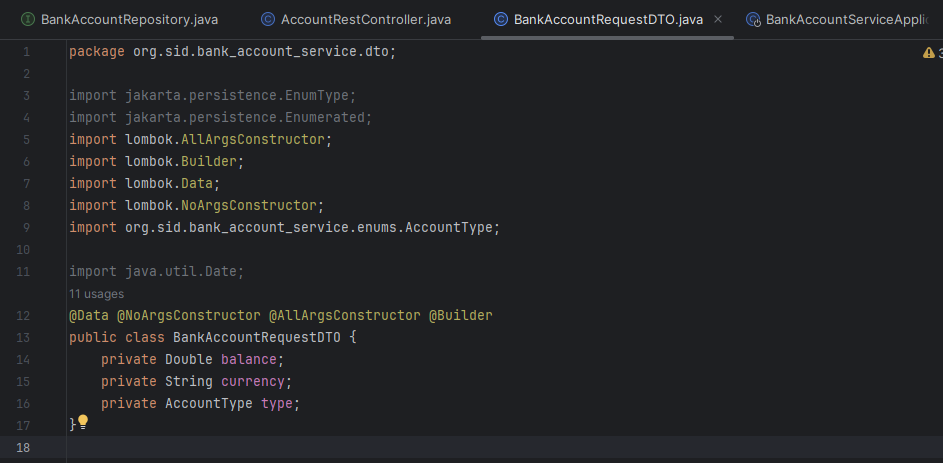 BankAccountRepository.java AccountRestController.java BankAccountRequestDTO.java × BankAccountServiceApplic
1 package org.sid.bank_account_service.dto; 3
2
3 import jakarta.persistence.EnumType;
4 import jakarta.persistence.Enumerated;
5 import lombok.AllArgsConstructor;
6 import lombok.Builder;
7 import lombok.Data;
8 import lombok.NoArgsConstructor;
9 import org.sid.bank_account_service.enums.AccountType;
10
11 import java.util.Date;
11 usages
12 @Data @NoArgsConstructor @AllArgsConstructor @Builder
13 public class BankAccountRequestDTO {
14 private Double balance;
15 private String currency;
16 private AccountType type;
17 }
18